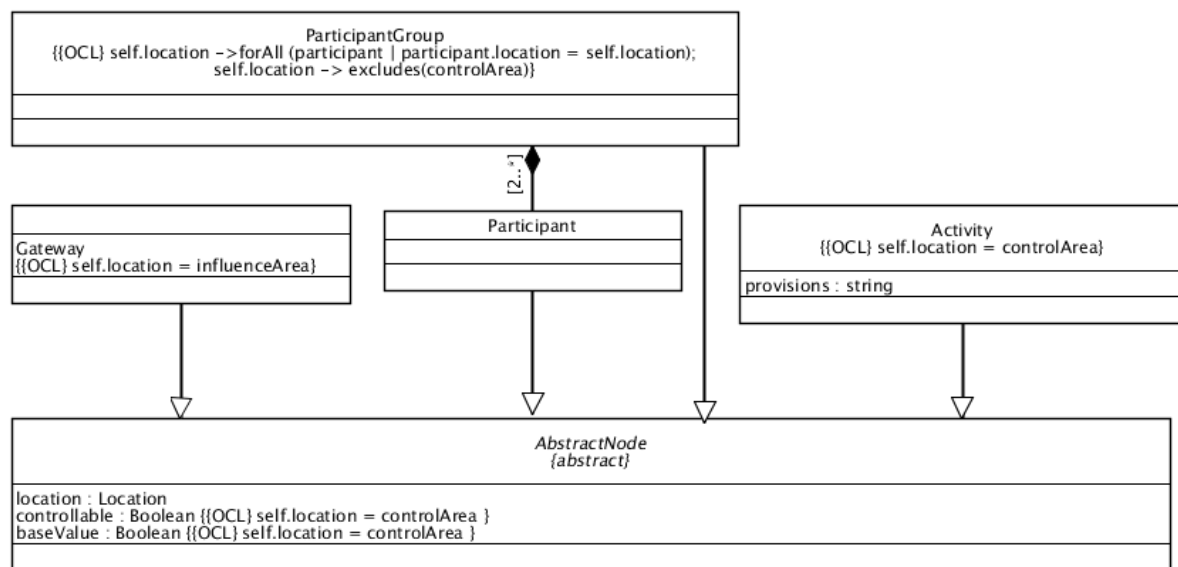 ParticipantGroup
{{OCL} self.location ->forAll (participant | participant.location = self.location);
self.location -> excludes(controlArea)}
[2..*]
Gateway
{{OCL} self.location = influenceArea}
Participant
Activity
{{OCL} self.location = controlArea}
provisions : string
AbstractNode
{abstract}
location : Location
controllable : Boolean {{OCL} self.location = controlArea }
baseValue : Boolean {{OCL} self.location = controlArea }